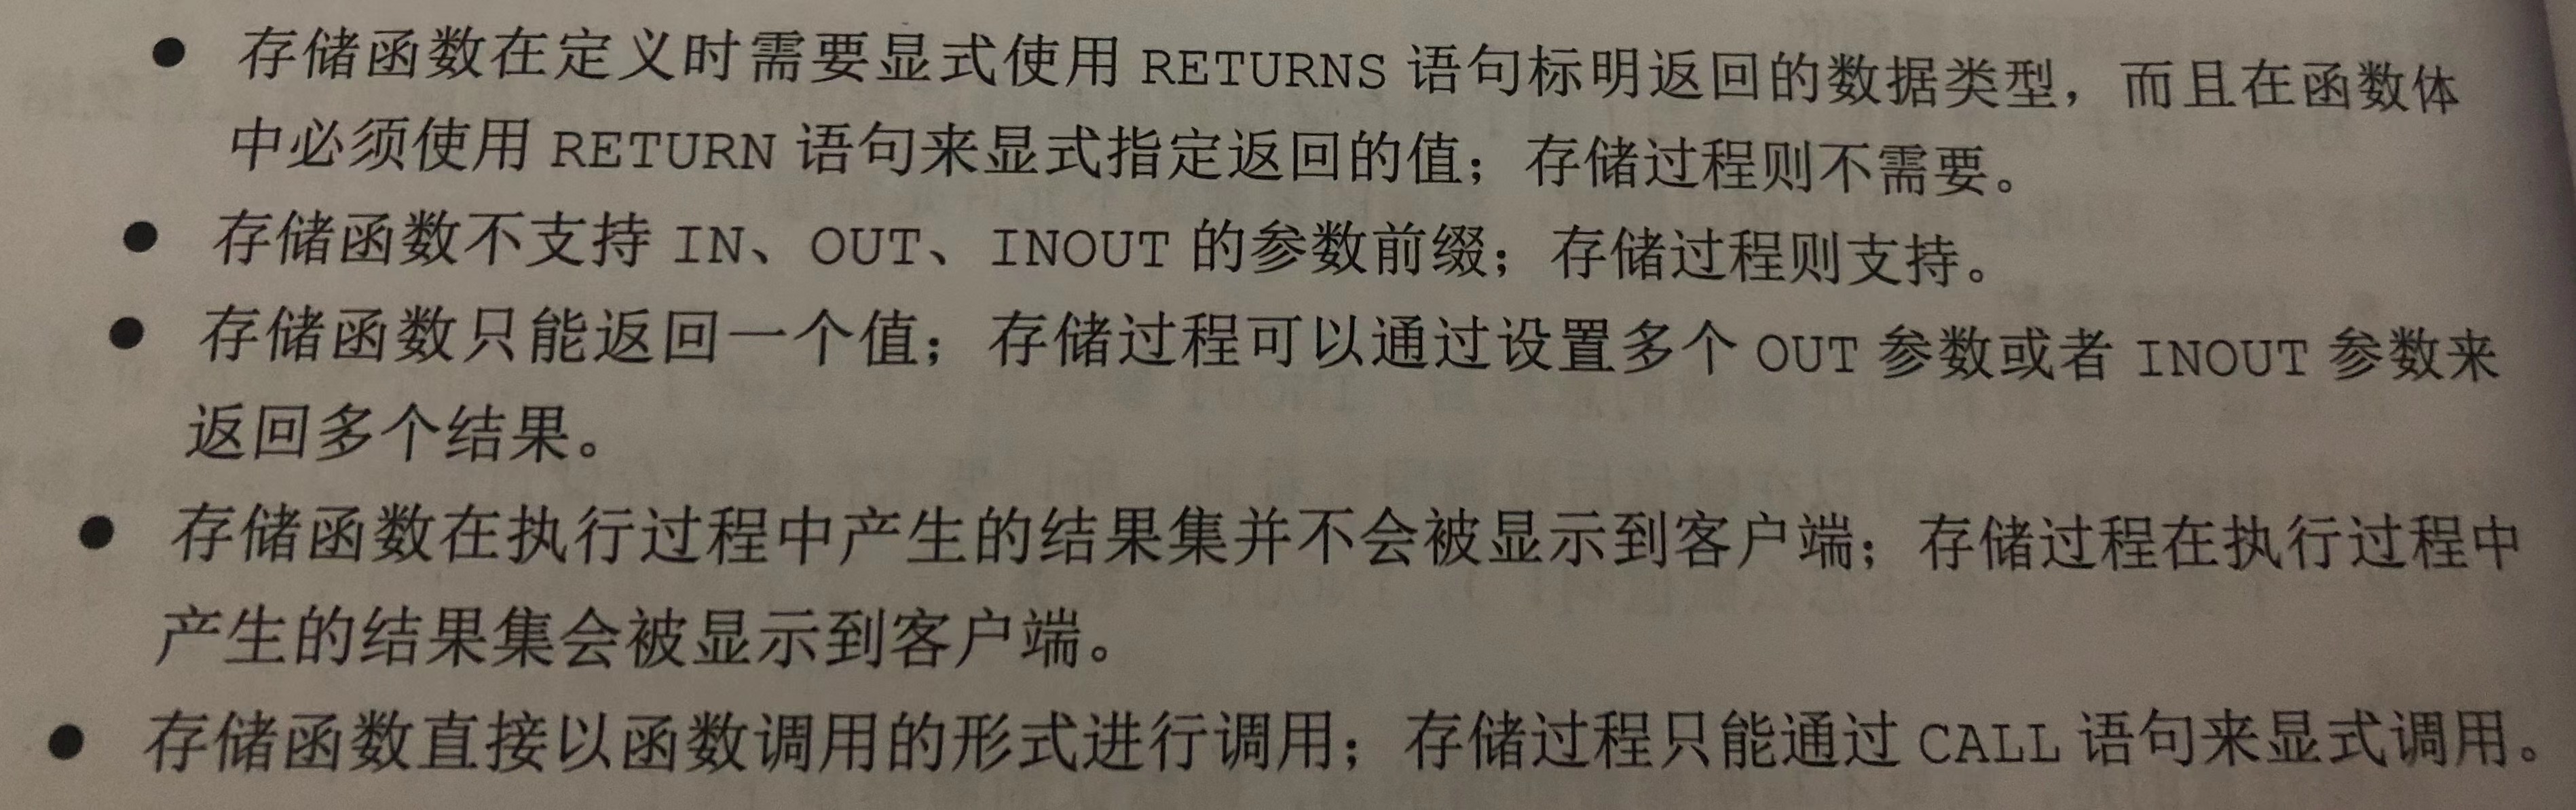 ● 存储函数在定义时需要显式使用 RETURNS 语句标明返回的数据类型，而且在函数体
中必须使用 RETURN 语句来显式指定返回的值；存储过程则不需要。
● 存储函数不支持 IN、OUT、INOUT 的参数前缀；存储过程则支持。
● 存储函数只能返回一个值；存储过程可以通过设置多个 OUT 参数或者 INOUT 参数来
返回多个结果。
● 存储函数在执行过程中产生的结果集并不会被显示到客户端；存储过程在执行过程中
产生的结果集会被显示到客户端。
● 存储函数直接以函数调用的形式进行调用；存储过程只能通过 CALL 语句来显式调用。